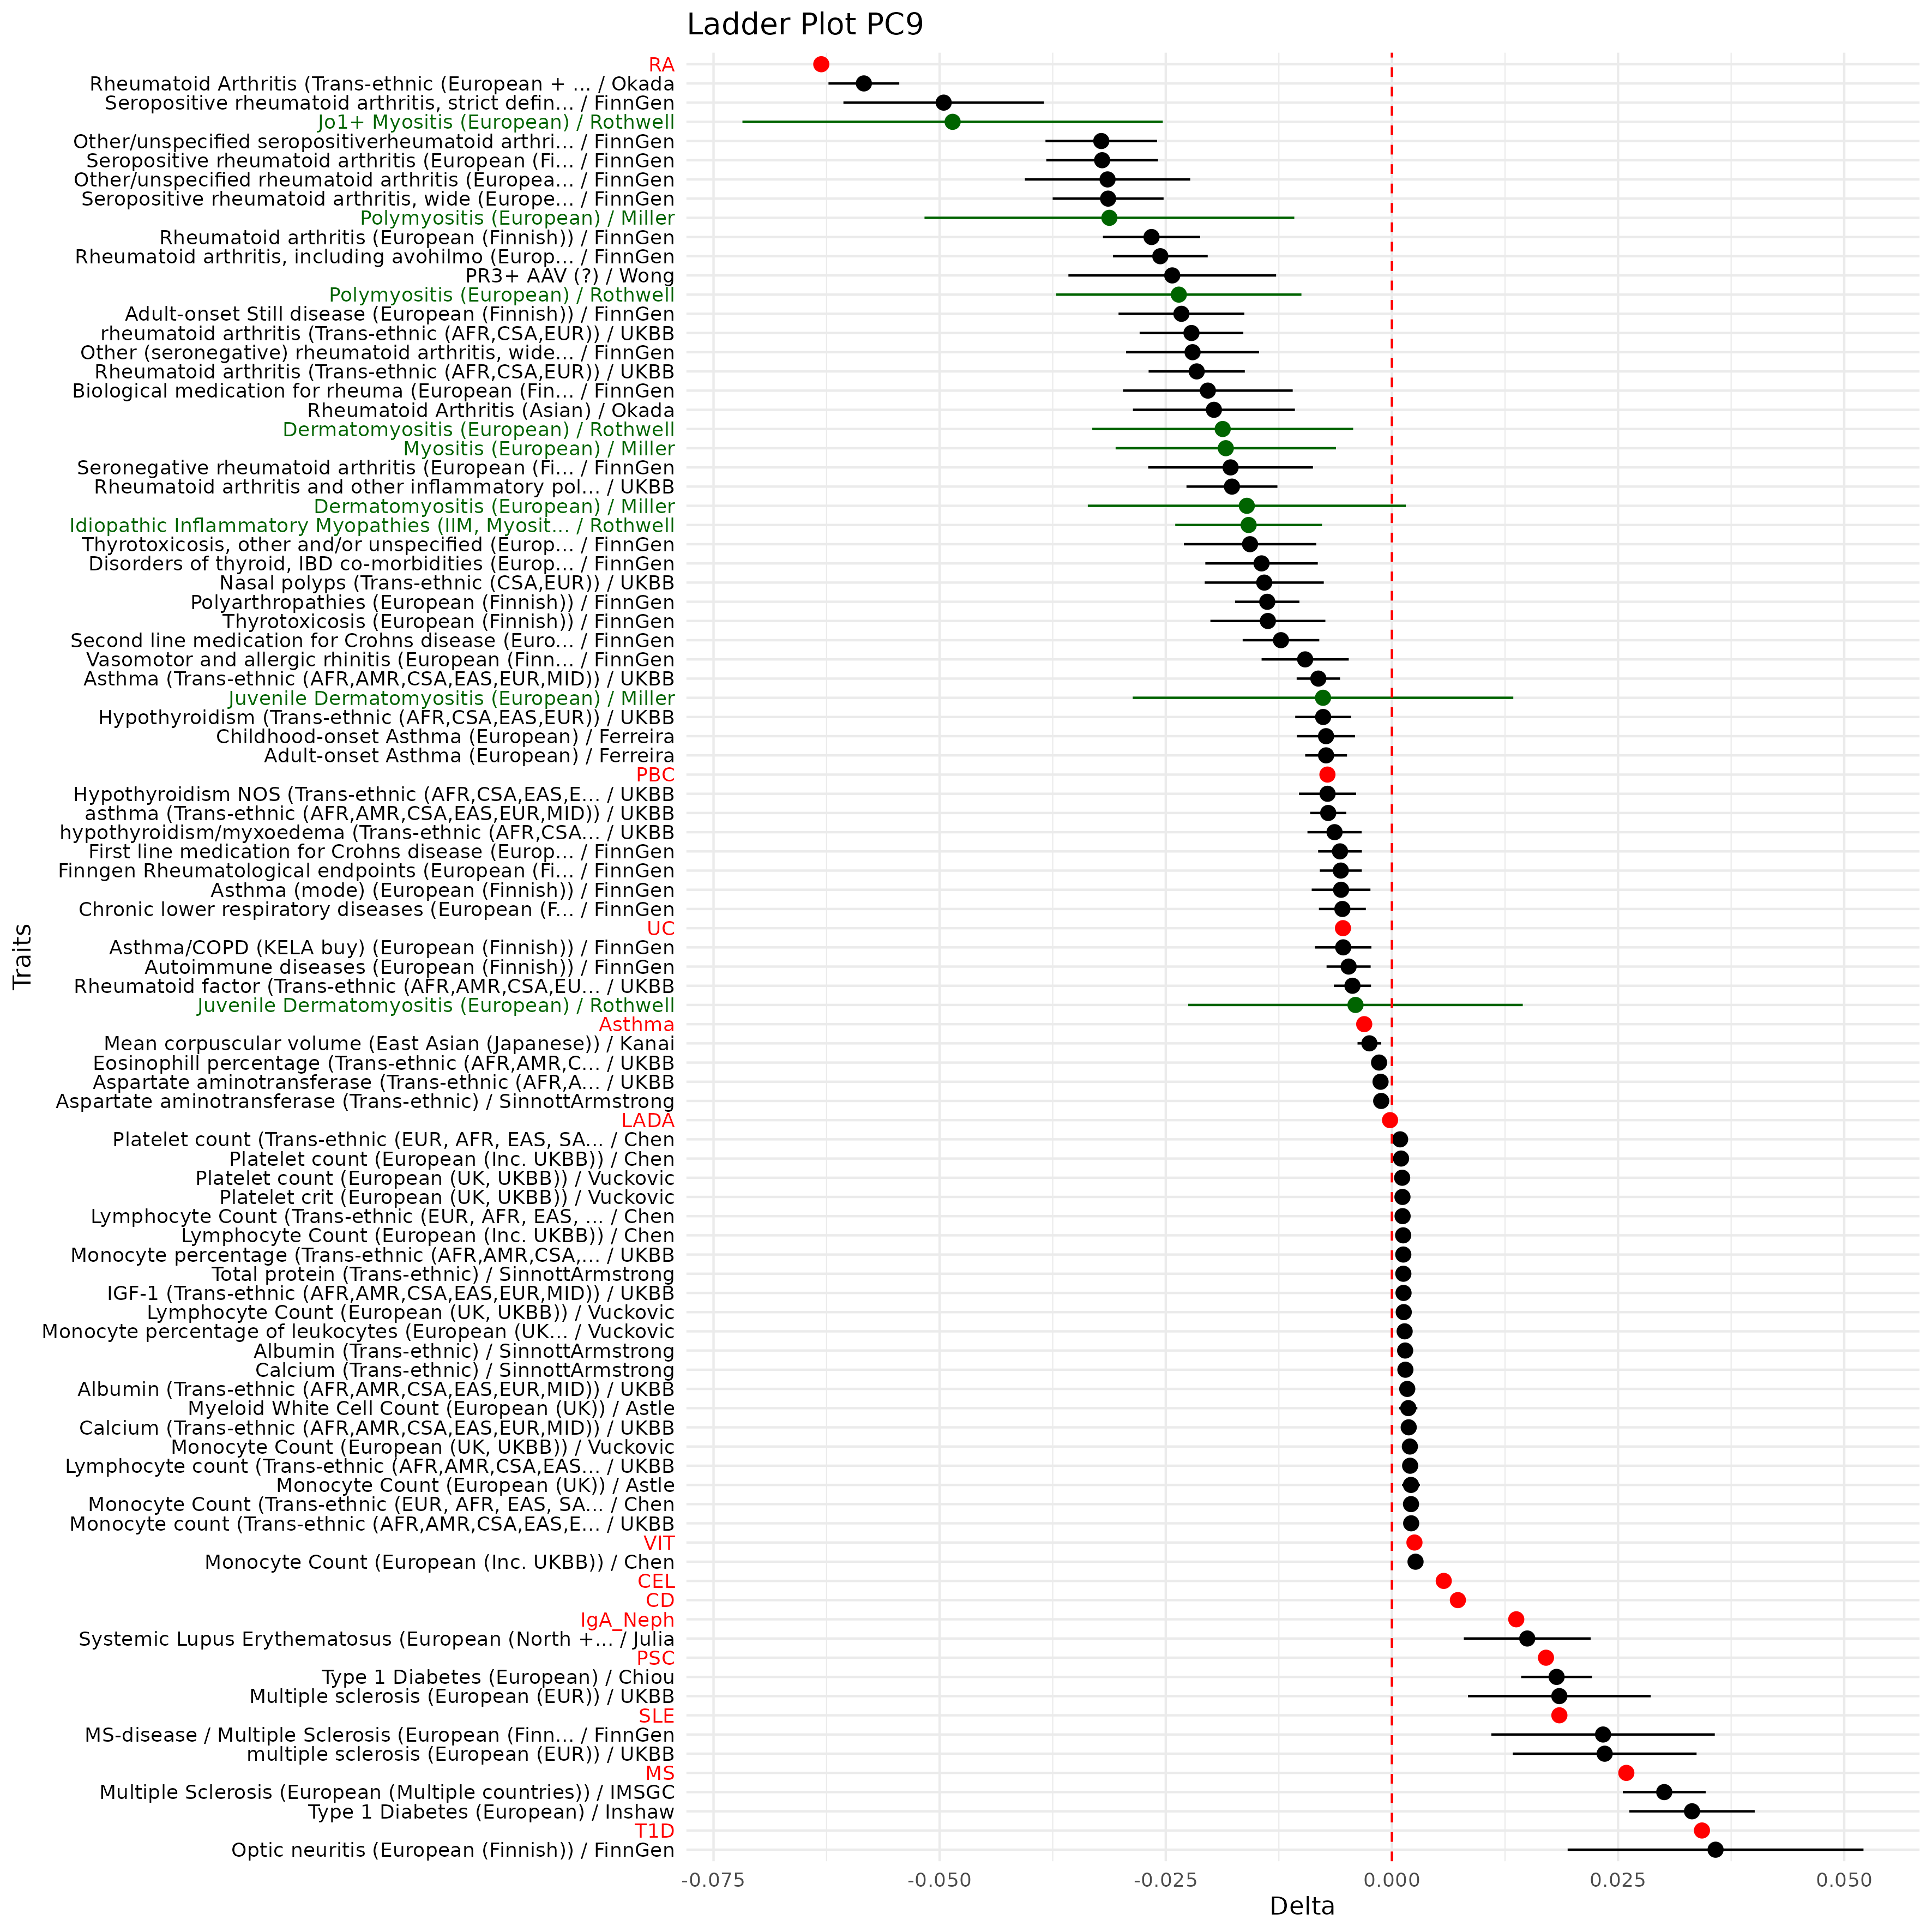 Ladder Plot PC9
RA
Rheumatoid Arthritis (Trans-ethnic (European + ... / Okada
Seropositive rheumatoid arthritis, strict defin... / FinnGen
Jo1+ Myositis (European) / Rothwell
Other/unspecified seropositiverheumatoid arthri... / FinnGen
Seropositive rheumatoid arthritis (European (Fi... / FinnGen
Other/unspecified rheumatoid arthritis (Europea... / FinnGen
Seropositive rheumatoid arthritis, wide (Europe... / FinnGen
Polymyositis (European) / Miller
Rheumatoid arthritis (European (Finnish)) / FinnGen
Rheumatoid arthritis, including avohilmo (Europ... / FinnGen
PR3+ AAV (?) / Wong
Polymyositis (European) / Rothwell
Adult-onset Still disease (European (Finnish)) / FinnGen
rheumatoid arthritis (Trans-ethnic (AFR,CSA,EUR)) / UKBB
Other (seronegative) rheumatoid arthritis, wide... / FinnGen
Rheumatoid arthritis (Trans-ethnic (AFR,CSA,EUR)) / UKBB
Biological medication for rheuma (European (Fin... / FinnGen
Rheumatoid Arthritis (Asian) / Okada
Dermatomyositis (European) / Rothwell
Myositis (European) / Miller
Seronegative rheumatoid arthritis (European (Fi... / FinnGen
Rheumatoid arthritis and other inflammatory pol... / UKBB
Dermatomyositis (European) / Miller
Idiopathic Inflammatory Myopathies (IIM, Myosit... / Rothwell
Thyrotoxicosis, other and/or unspecified (Europ... / FinnGen
Disorders of thyroid, IBD co-morbidities (Europ... / FinnGen
Nasal polyps (Trans-ethnic (CSA,EUR)) / UKBB
Polyarthropathies (European (Finnish)) / FinnGen
Thyrotoxicosis (European (Finnish)) / FinnGen
Second line medication for Crohns disease (Euro... / FinnGen
Vasomotor and allergic rhinitis (European (Finn... / FinnGen
Asthma (Trans-ethnic (AFR,AMR,CSA,EAS,EUR,MID)) / UKBB
Juvenile Dermatomyositis (European) / Miller
Hypothyroidism (Trans-ethnic (AFR,CSA,EAS,EUR)) / UKBB
Childhood-onset Asthma (European) / Ferreira
Adult-onset Asthma (European) / Ferreira
PBC
Hypothyroidism NOS (Trans-ethnic (AFR,CSA,EAS,E... / UKBB
asthma (Trans-ethnic (AFR,AMR,CSA,EAS,EUR,MID)) / UKBB
hypothyroidism/myxoedema (Trans-ethnic (AFR,CSA... / UKBB
First line medication for Crohns disease (Europ... / FinnGen
Finngen Rheumatological endpoints (European (Fi... / FinnGen
Asthma (mode) (European (Finnish)) / FinnGen
Chronic lower respiratory diseases (European (F... / FinnGen
UC
Asthma/COPD (KELA buy) (European (Finnish)) / FinnGen
Autoimmune diseases (European (Finnish)) / FinnGen
Rheumatoid factor (Trans-ethnic (AFR,AMR,CSA,EU... / UKBB
Juvenile Dermatomyositis (European) / Rothwell
Asthma
Mean corpuscular volume (East Asian (Japanese)) / Kanai
Eosinophill percentage (Trans-ethnic (AFR,AMR,C... / UKBB
Aspartate aminotransferase (Trans-ethnic (AFR,A... / UKBB
Aspartate aminotransferase (Trans-ethnic) / SinnottArmstrong
LADA
Platelet count (Trans-ethnic (EUR, AFR, EAS, SA... / Chen
Platelet count (European (Inc. UKBB)) / Chen
Platelet count (European (UK, UKBB)) / Vuckovic
Platelet crit (European (UK, UKBB)) / Vuckovic
Lymphocyte Count (Trans-ethnic (EUR, AFR, EAS, ... / Chen
Lymphocyte Count (European (Inc. UKBB)) / Chen
Monocyte percentage (Trans-ethnic (AFR,AMR,CSA,... / UKBB
Total protein (Trans-ethnic) / SinnottArmstrong
IGF-1 (Trans-ethnic (AFR,AMR,CSA,EAS,EUR,MID)) / UKBB
Lymphocyte Count (European (UK, UKBB)) / Vuckovic
Monocyte percentage of leukocytes (European (UK... / Vuckovic
Albumin (Trans-ethnic) / SinnottArmstrong
Calcium (Trans-ethnic) / SinnottArmstrong
Albumin (Trans-ethnic (AFR,AMR,CSA,EAS,EUR,MID)) / UKBB
Myeloid White Cell Count (European (UK)) / Astle
Calcium (Trans-ethnic (AFR,AMR,CSA,EAS,EUR,MID)) / UKBB
Monocyte Count (European (UK, UKBB)) / Vuckovic
Lymphocyte count (Trans-ethnic (AFR,AMR,CSA,EAS... / UKBB
Monocyte Count (European (UK)) / Astle
Monocyte Count (Trans-ethnic (EUR, AFR, EAS, SA... / Chen
Monocyte count (Trans-ethnic (AFR,AMR,CSA,EAS,E... / UKBB
VIT
Monocyte Count (European (Inc. UKBB)) / Chen
CEL
CD
IgA_Neph
Systemic Lupus Erythematosus (European (North +... / Julia
PSC
Type 1 Diabetes (European) / Chiou
Multiple sclerosis (European (EUR)) / UKBB
SLE
MS-disease / Multiple Sclerosis (European (Finn... / FinnGen
multiple sclerosis (European (EUR)) / UKBB
MS
Multiple Sclerosis (European (Multiple countries)) / IMSGC
Type 1 Diabetes (European) / Inshaw
T1D
Optic neuritis (European (Finnish)) / FinnGen
Traits
-0.075 -0.050 -0.025 0.000 0.025 0.050
Delta